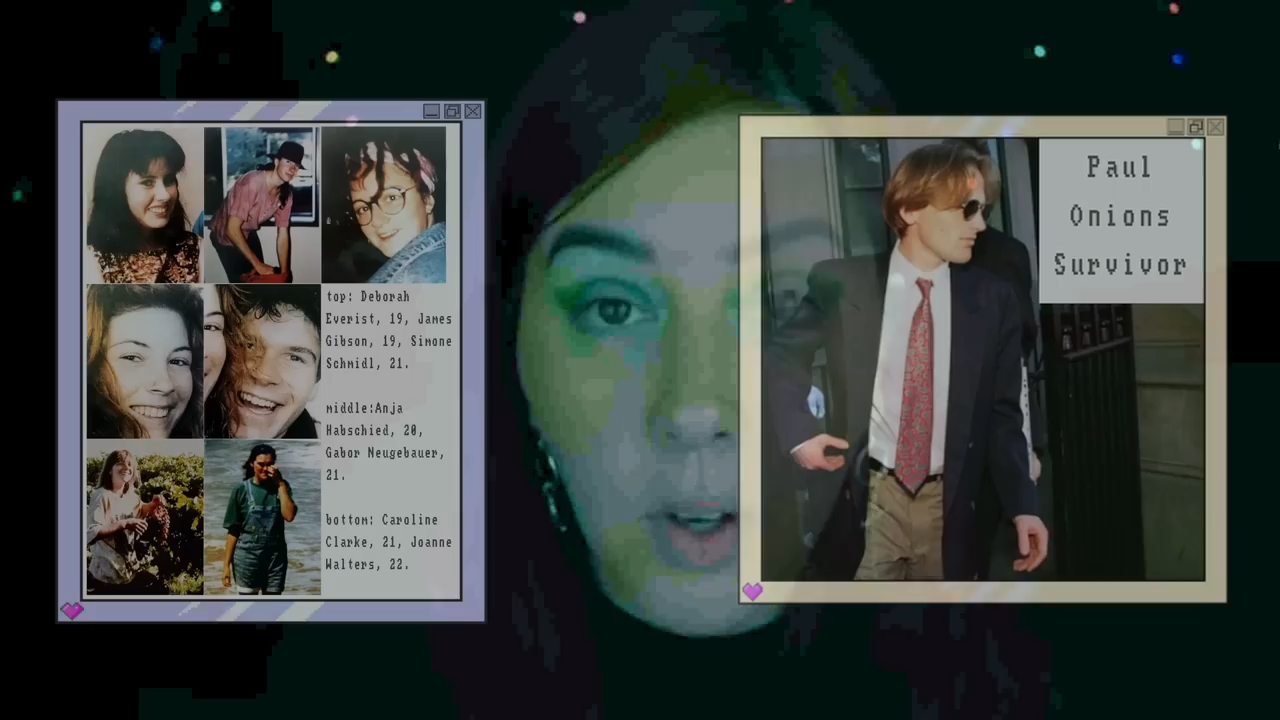 top: Deborah
Everist, 19, James
Gibson, 19, Simone
Schmidl, 21.
middle:Anja
Habschied, 20,
Gabor Neugebauer,
21.
bottom: Caroline
Clarke, 21, Joanne
Walters, 22.
Paul
Onions
Survivor